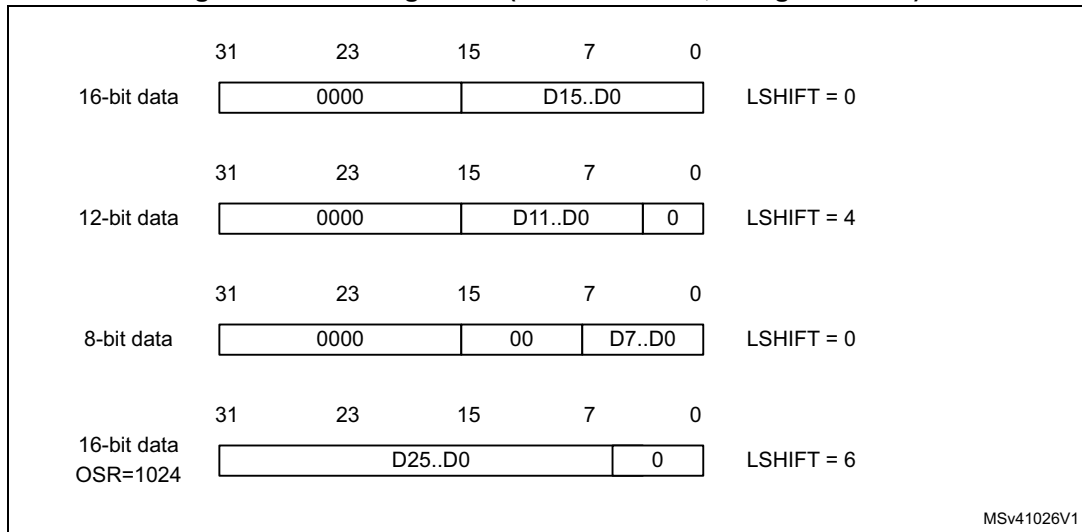 31 23 15 7 0
16-bit data 0000 D15..D0 LSHIFT = 0
31 23 15 7 0
12-bit data 0000 D11..D0 0 LSHIFT = 4
31 23 15 7 0
8-bit data 0000 00 D7..D0 LSHIFT = 0
31 23 15 7 0
16-bit data
OSR=1024 D25..D0 0 LSHIFT = 6
MSv41026V1